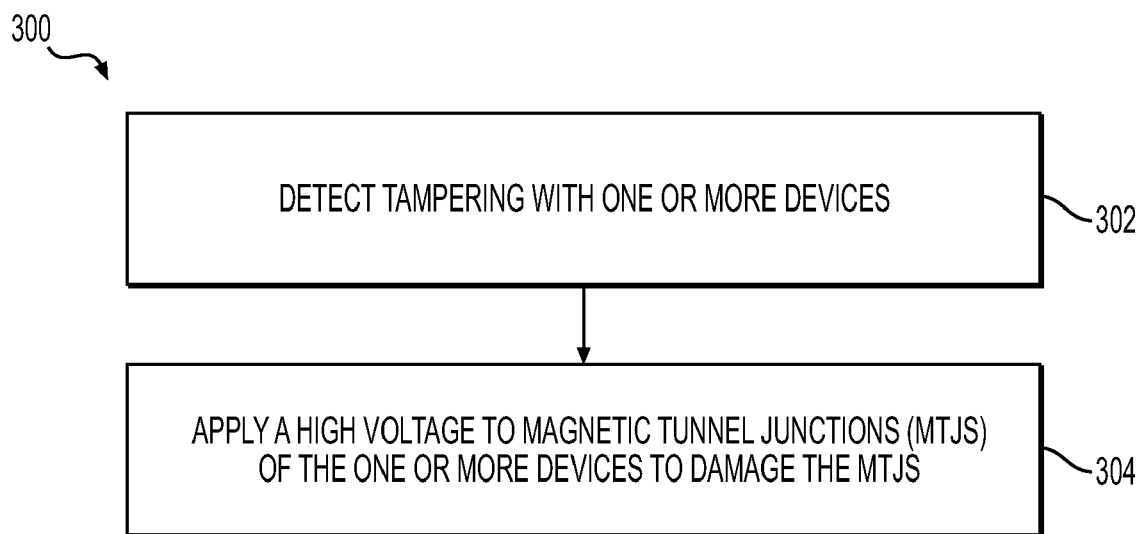 300
DETECT TAMPERING WITH ONE OR MORE DEVICES
302
APPLY A HIGH VOLTAGE TO MAGNETIC TUNNEL JUNCTIONS (MTJS)
OF THE ONE OR MORE DEVICES TO DAMAGE THE MTJS
304